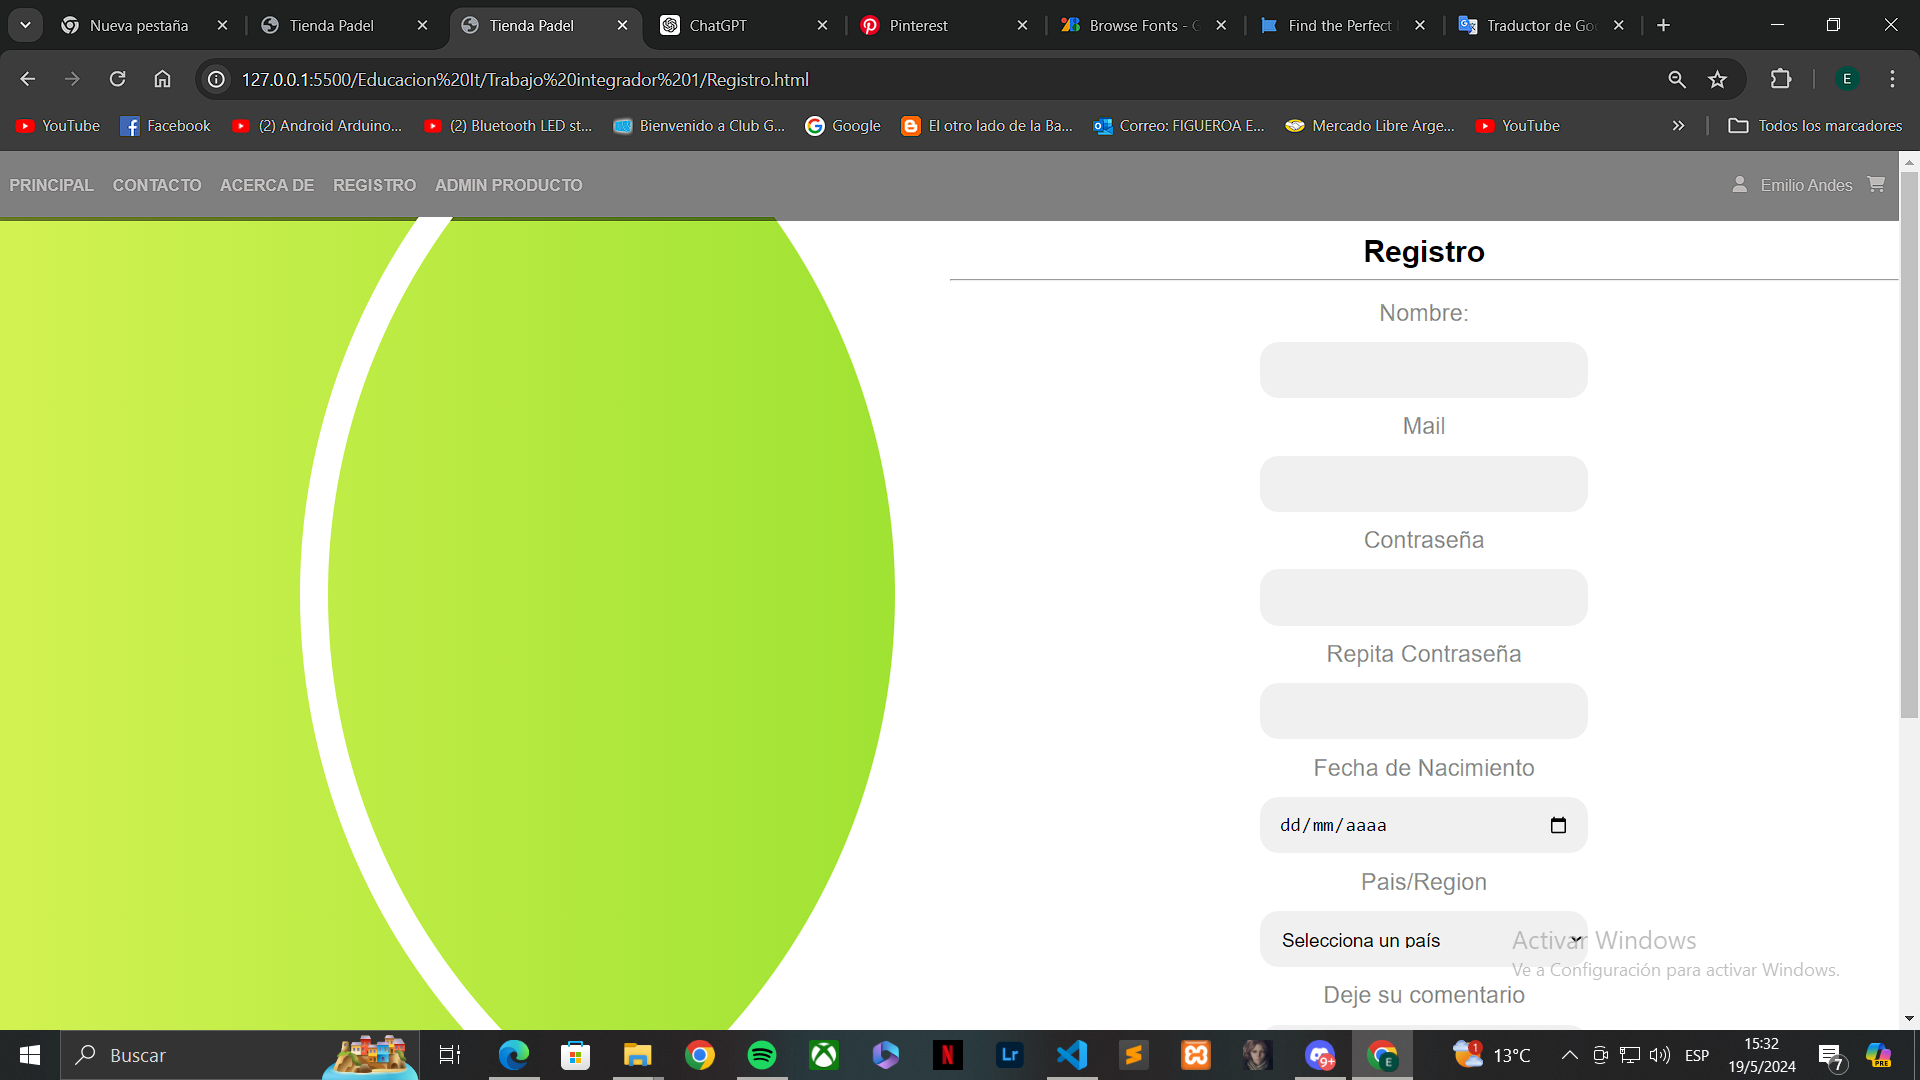 Nueva pestaña
Tienda Padel
Tienda Padel
ChatGPT
Pinterest
Browse Fonts - G
Find the Perfect
Traductor de Go
127.0.0.1:5500/Educacion%20It/Trabajo%20integrador%201/Registro.html
E
YouTube
Facebook
(2) Android Arduino...
(2) Bluetooth LED st...
Bienvenido a Club G...
Google
El otro lado de la Ba...
Correo: FIGUEROA E...
Mercado Libre Arge...
YouTube
Todos los marcadores
PRINCIPAL CONTACTO ACERCA DE REGISTRO ADMIN PRODUCTO
Emilio Andes
Registro
Nombre:
Mail
Contraseña
Repita Contraseña
Fecha de Nacimiento
dd/mm/aaaa
Pais/Region
Selecciona un país
Activar Windows
Ve a Configuración para activar Windows.
Deje su comentario
Buscar
N
Lr
9+
E
1
13°C
ESP
15:32
19/5/2024
7
PRE